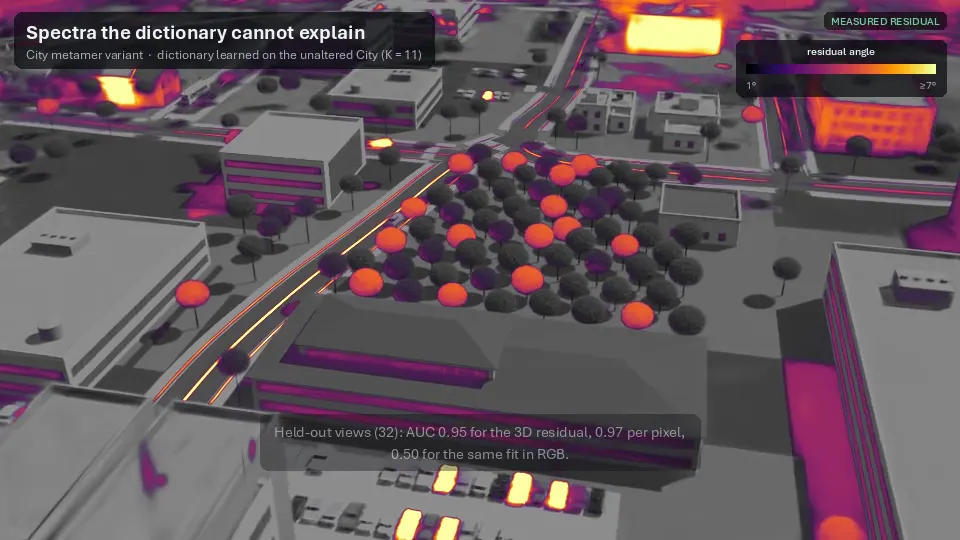 Spectra the dictionary cannot explain
City metamer variant · dictionary learned on the unaltered City (K = 11)
MEASURED RESIDUAL
residual angle
1° ≥7°
Held-out views (32): AUC 0.95 for the 3D residual, 0.97 per pixel,
0.50 for the same fit in RGB.